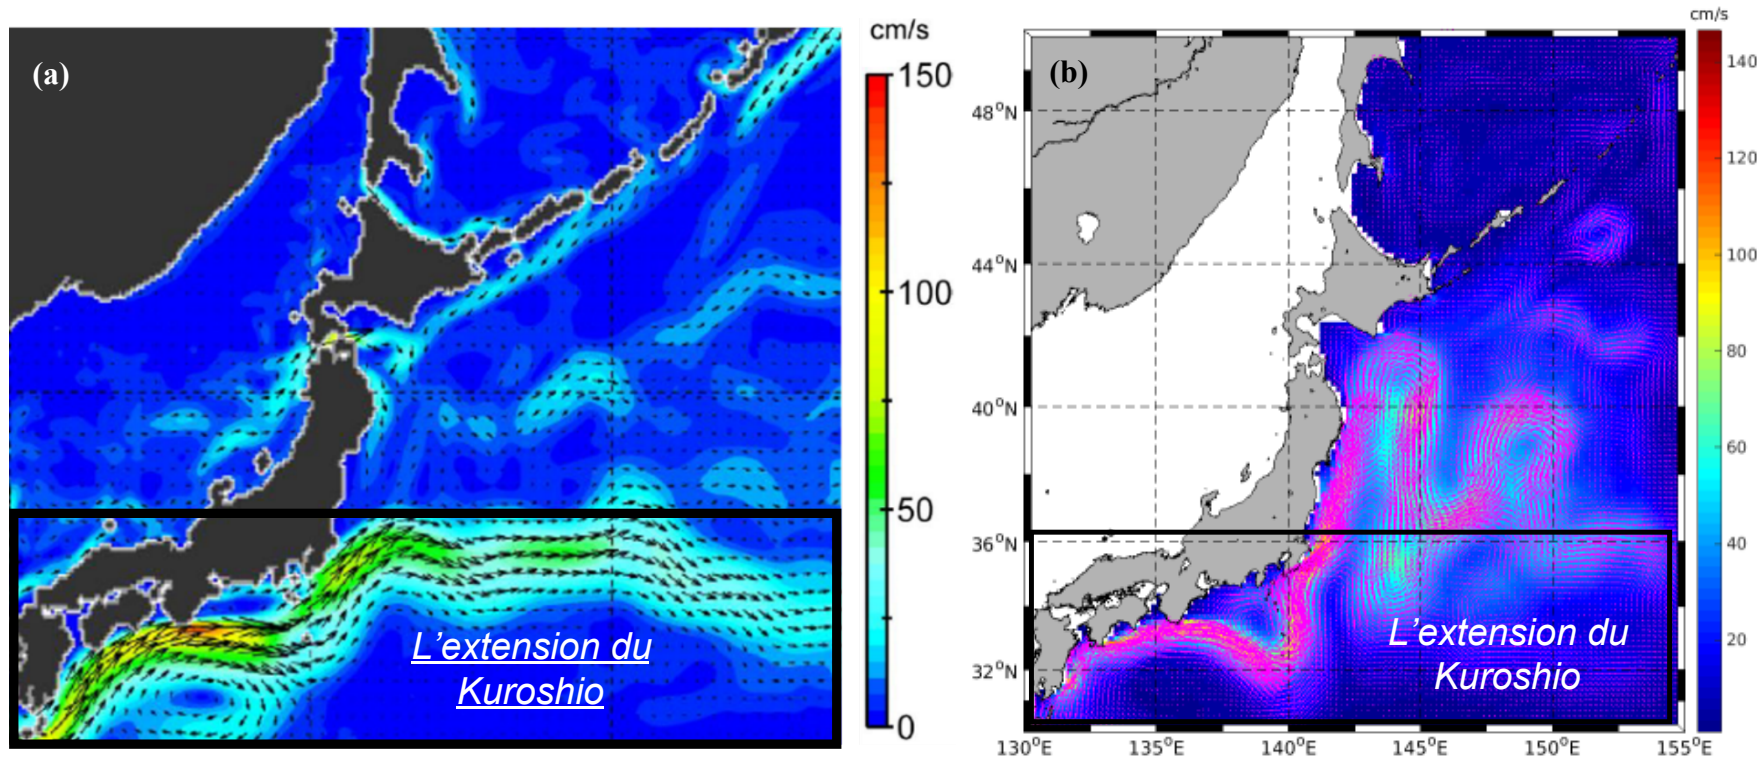 (a)
L'extension du
Kuroshio
cm/s
150
100
50
0
(b)
48°N
44°N
40°N
36°N
32°N
130°E
135°E
140°E
145°E
150°E
155°E
L'extension du
Kuroshio
cm/s
140
120
100
80
60
40
20